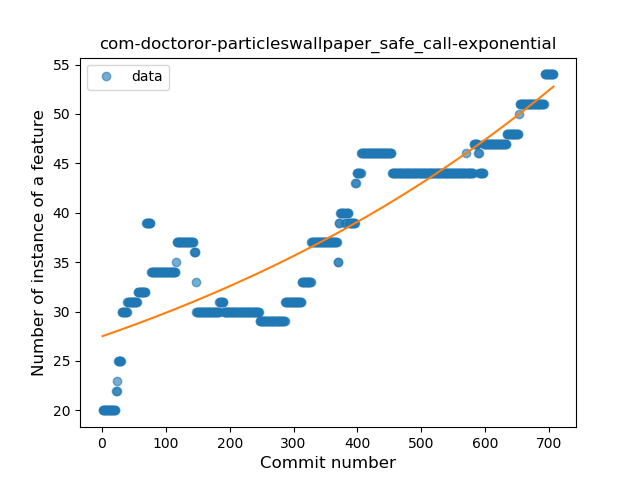 com-doctoror-particleswallpaper_safe_call-exponential
data
Number of instance of a feature
55
50
45
40
35
30
25
20
0 100 200 300 400 500 600 700
Commit number